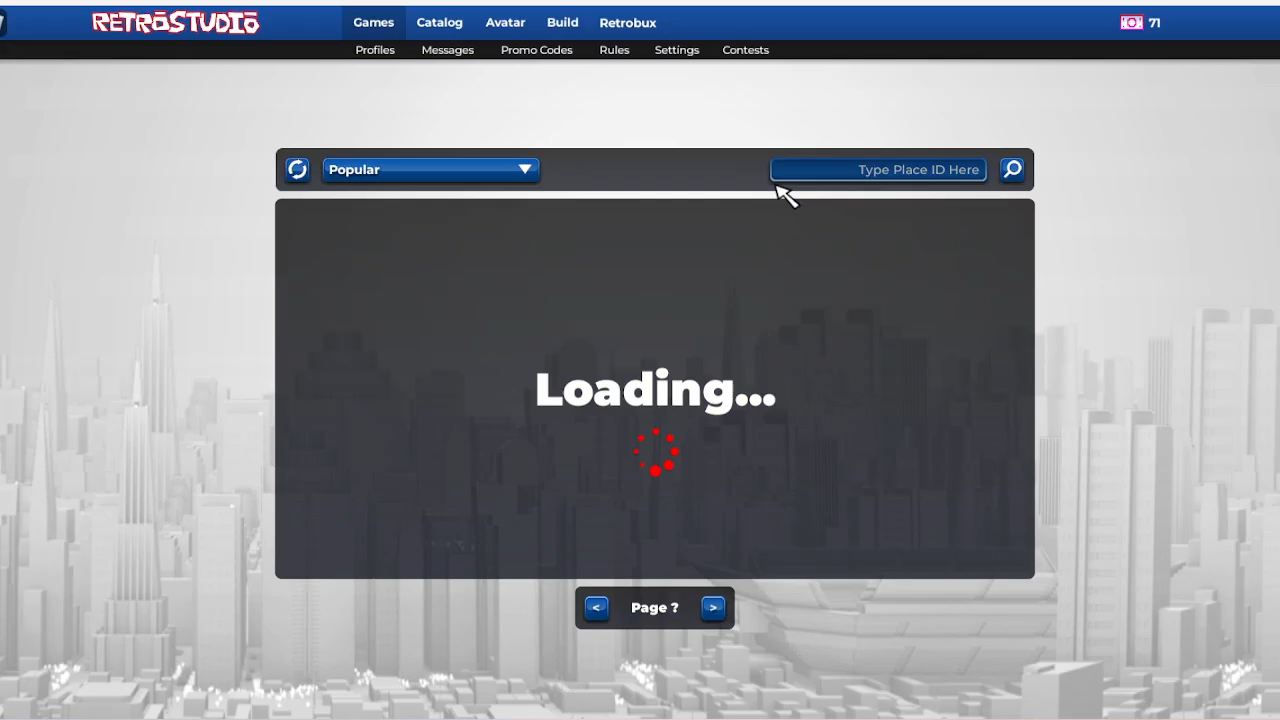 RETROSTUDIO
Games Catalog Avatar Build Retrobux
71
Profiles Messages Promo Codes Rules Settings Contests
Popular
Type Place ID Here
Loading...
< Page ? >